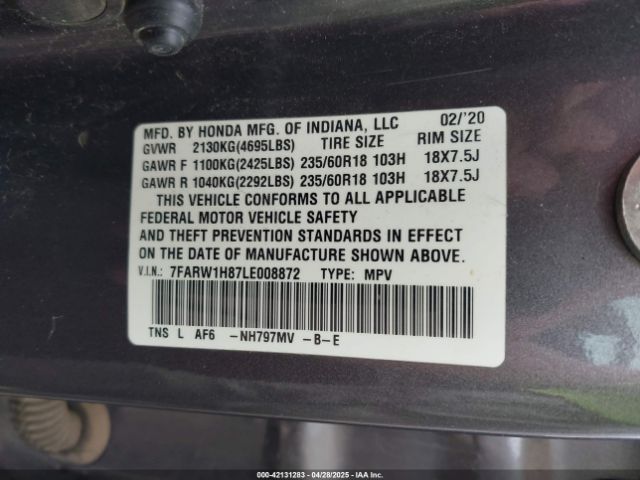 MFD. BY HONDA MFG. OF INDIANA, LLC 02/'20
GVWR 2130KG(4695LBS) TIRE SIZE RIM SIZE
GAWR F 1100KG(2425LBS) 235/60R18 103H 18X7.5J
GAWR R 1040KG(2292LBS) 235/60R18 103H 18X7.5J
THIS VEHICLE CONFORMS TO ALL APPLICABLE
FEDERAL MOTOR VEHICLE SAFETY
AND THEFT PREVENTION STANDARDS IN EFFECT
ON THE DATE OF MANUFACTURE SHOWN ABOVE.
V.I.N.: 7FARW1H87LE008872 TYPE: MPV
TNS L AF6 -NH797MV -B-E
000-42131283 - 04/28/2025 - IAA Inc.